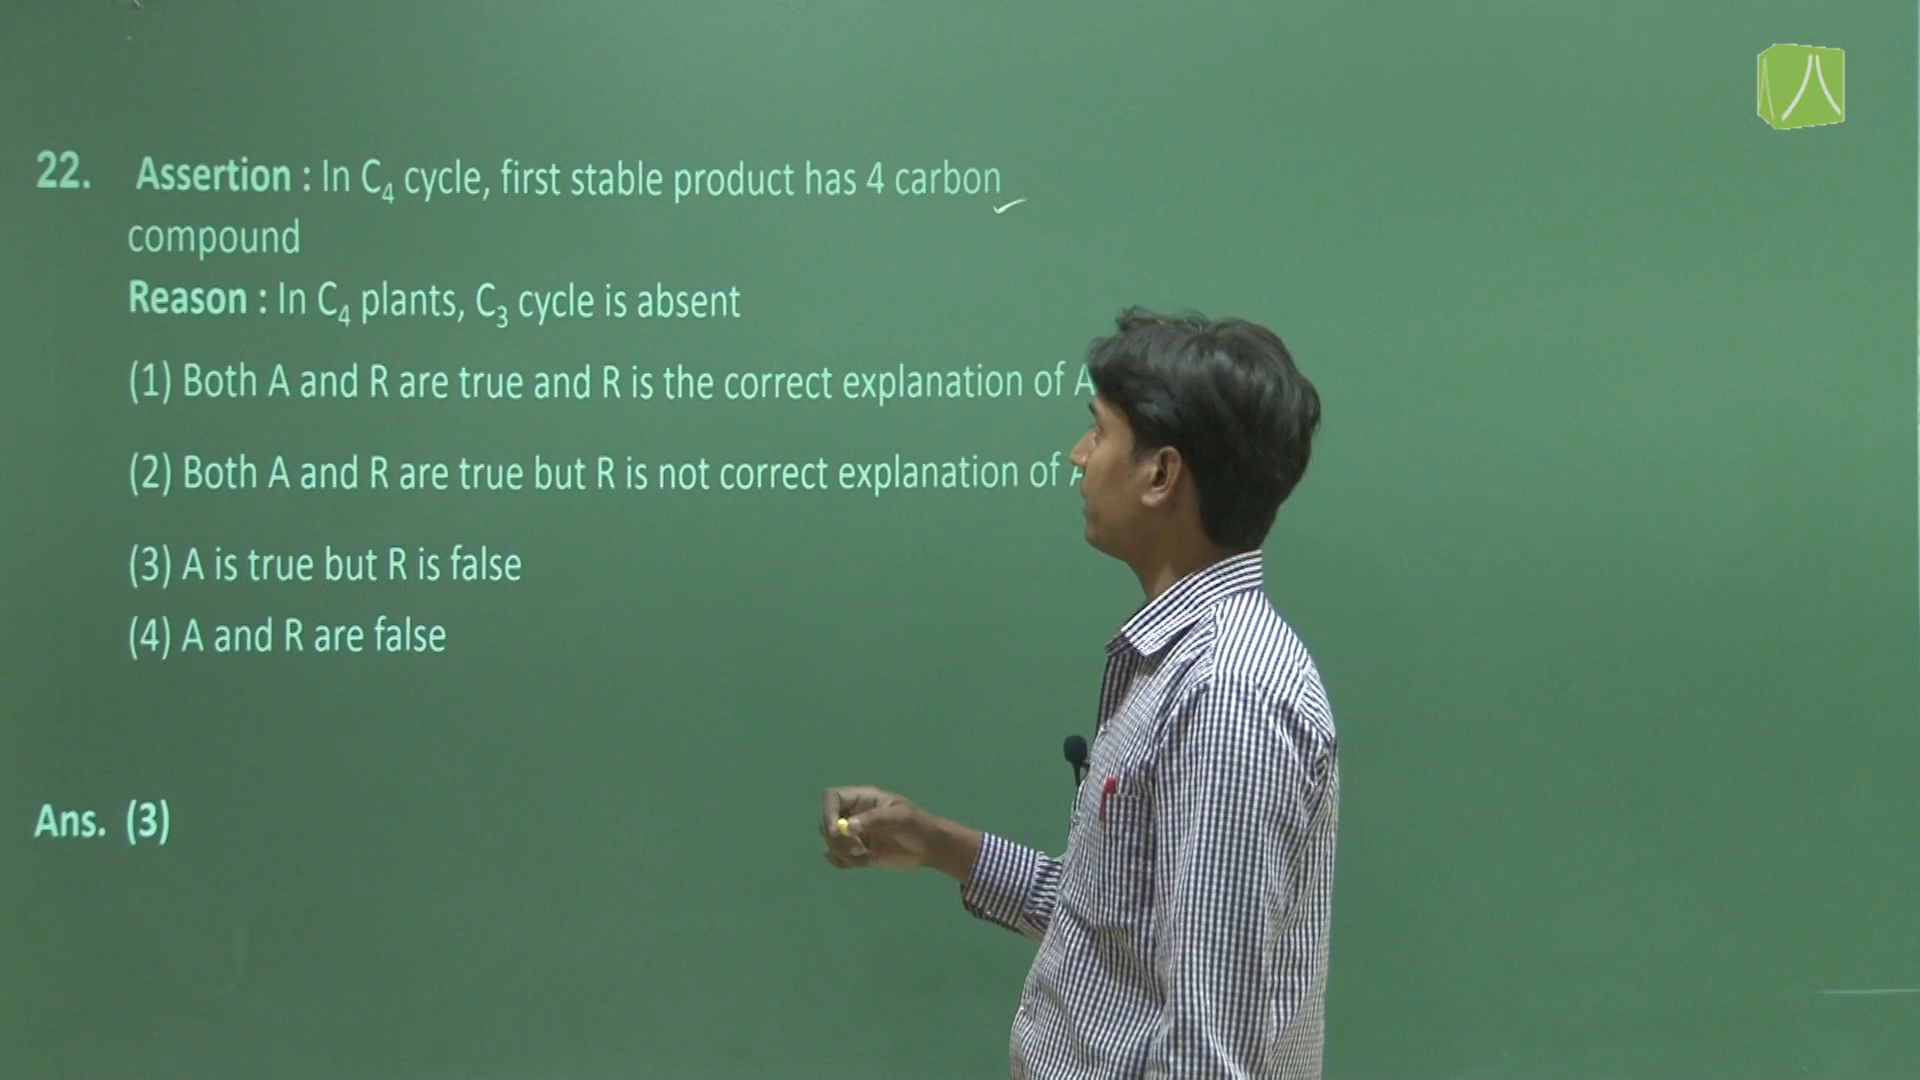 22. Assertion : In C₄ cycle, first stable product has 4 carbon
compound
Reason : In C₄ plants, C₃ cycle is absent
(1) Both A and R are true and R is the correct explanation of A
(2) Both A and R are true but R is not correct explanation of
(3) A is true but R is false
(4) A and R are false
Ans. (3)